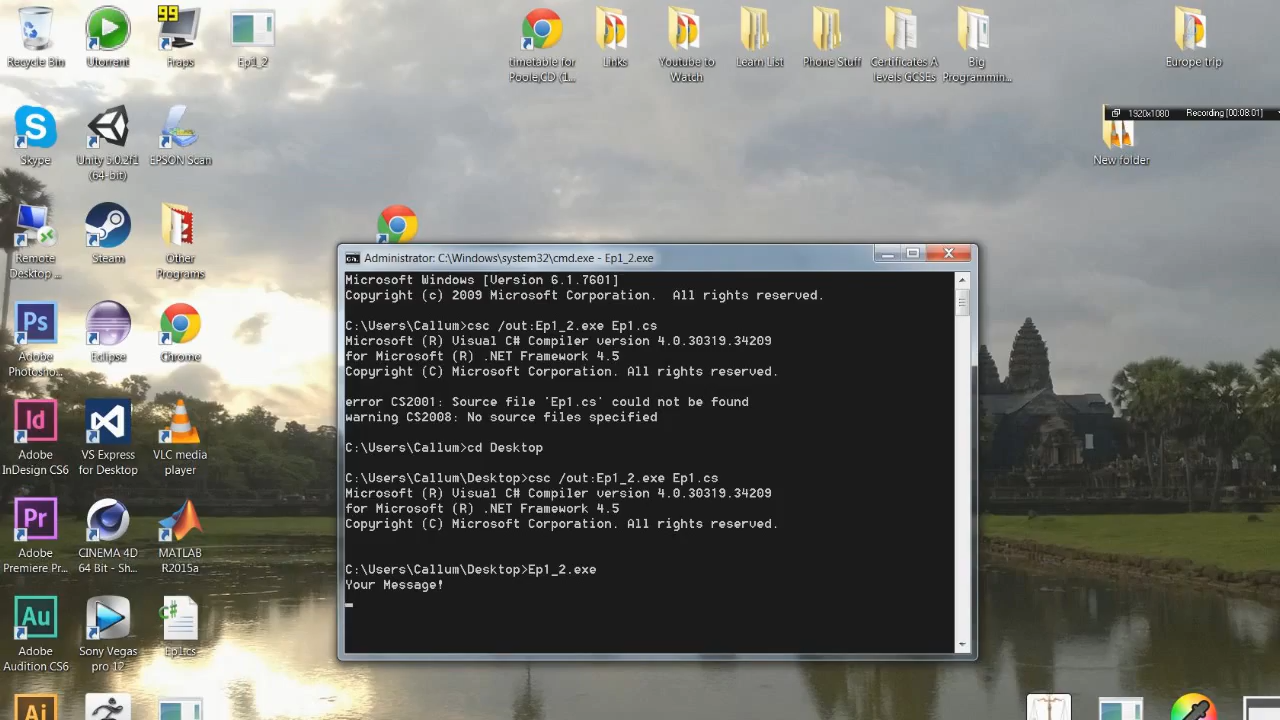 Recycle Bin
Utorrent
Fraps
99
Ep1_2
timetable for
Poole,CD (1...
Links
Youtube to
Watch
Learn List
Phone Stuff
Certificates A
levels GCSEs
Big
Programmin...
Europe trip
1920x1080 Recording [00:08:01]
New folder
Skype
Unity 5.0.2f1
(64-bit)
EPSON Scan
Remote
Desktop ...
Steam
Other
Programs
Ps
Adobe
Photosho...
Eclipse
Chrome
Id
Adobe
InDesign CS6
VS Express
for Desktop
VLC media
player
Pr
Adobe
Premiere Pr...
CINEMA 4D
64 Bit - Sh...
MATLAB
R2015a
Au
Adobe
Audition CS6
Sony Vegas
pro 12
C#
Ep1.cs
Ai
Administrator: C:\Windows\system32\cmd.exe - Ep1_2.exe
Microsoft Windows [Version 6.1.7601]
Copyright (c) 2009 Microsoft Corporation.  All rights reserved.
C:\Users\Callum>csc /out:Ep1_2.exe Ep1.cs
Microsoft (R) Visual C# Compiler version 4.0.30319.34209
for Microsoft (R) .NET Framework 4.5
Copyright (C) Microsoft Corporation. All rights reserved.
error CS2001: Source file 'Ep1.cs' could not be found
warning CS2008: No source files specified
C:\Users\Callum>cd Desktop
C:\Users\Callum\Desktop>csc /out:Ep1_2.exe Ep1.cs
Microsoft (R) Visual C# Compiler version 4.0.30319.34209
for Microsoft (R) .NET Framework 4.5
Copyright (C) Microsoft Corporation. All rights reserved.
C:\Users\Callum\Desktop>Ep1_2.exe
Your Message!